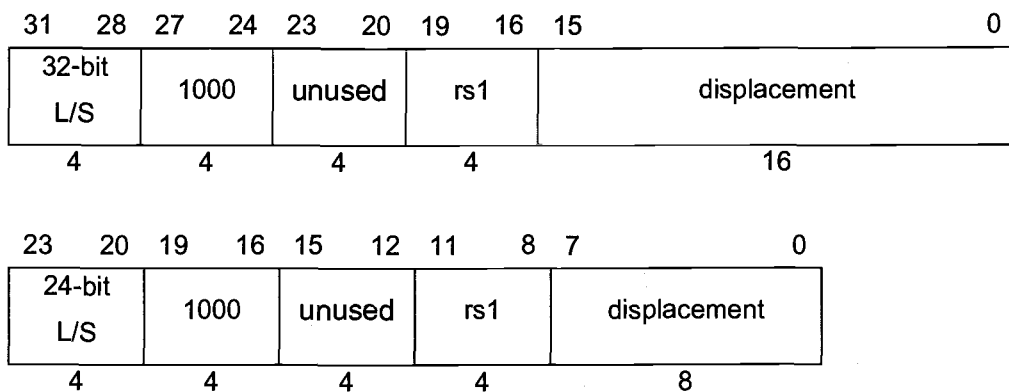 31 28 27 24 23 20 19 16 15 0
32-bit L/S 1000 unused rs1 displacement
4 4 4 4 16
23 20 19 16 15 12 11 8 7 0
24-bit L/S 1000 unused rs1 displacement
4 4 4 4 8